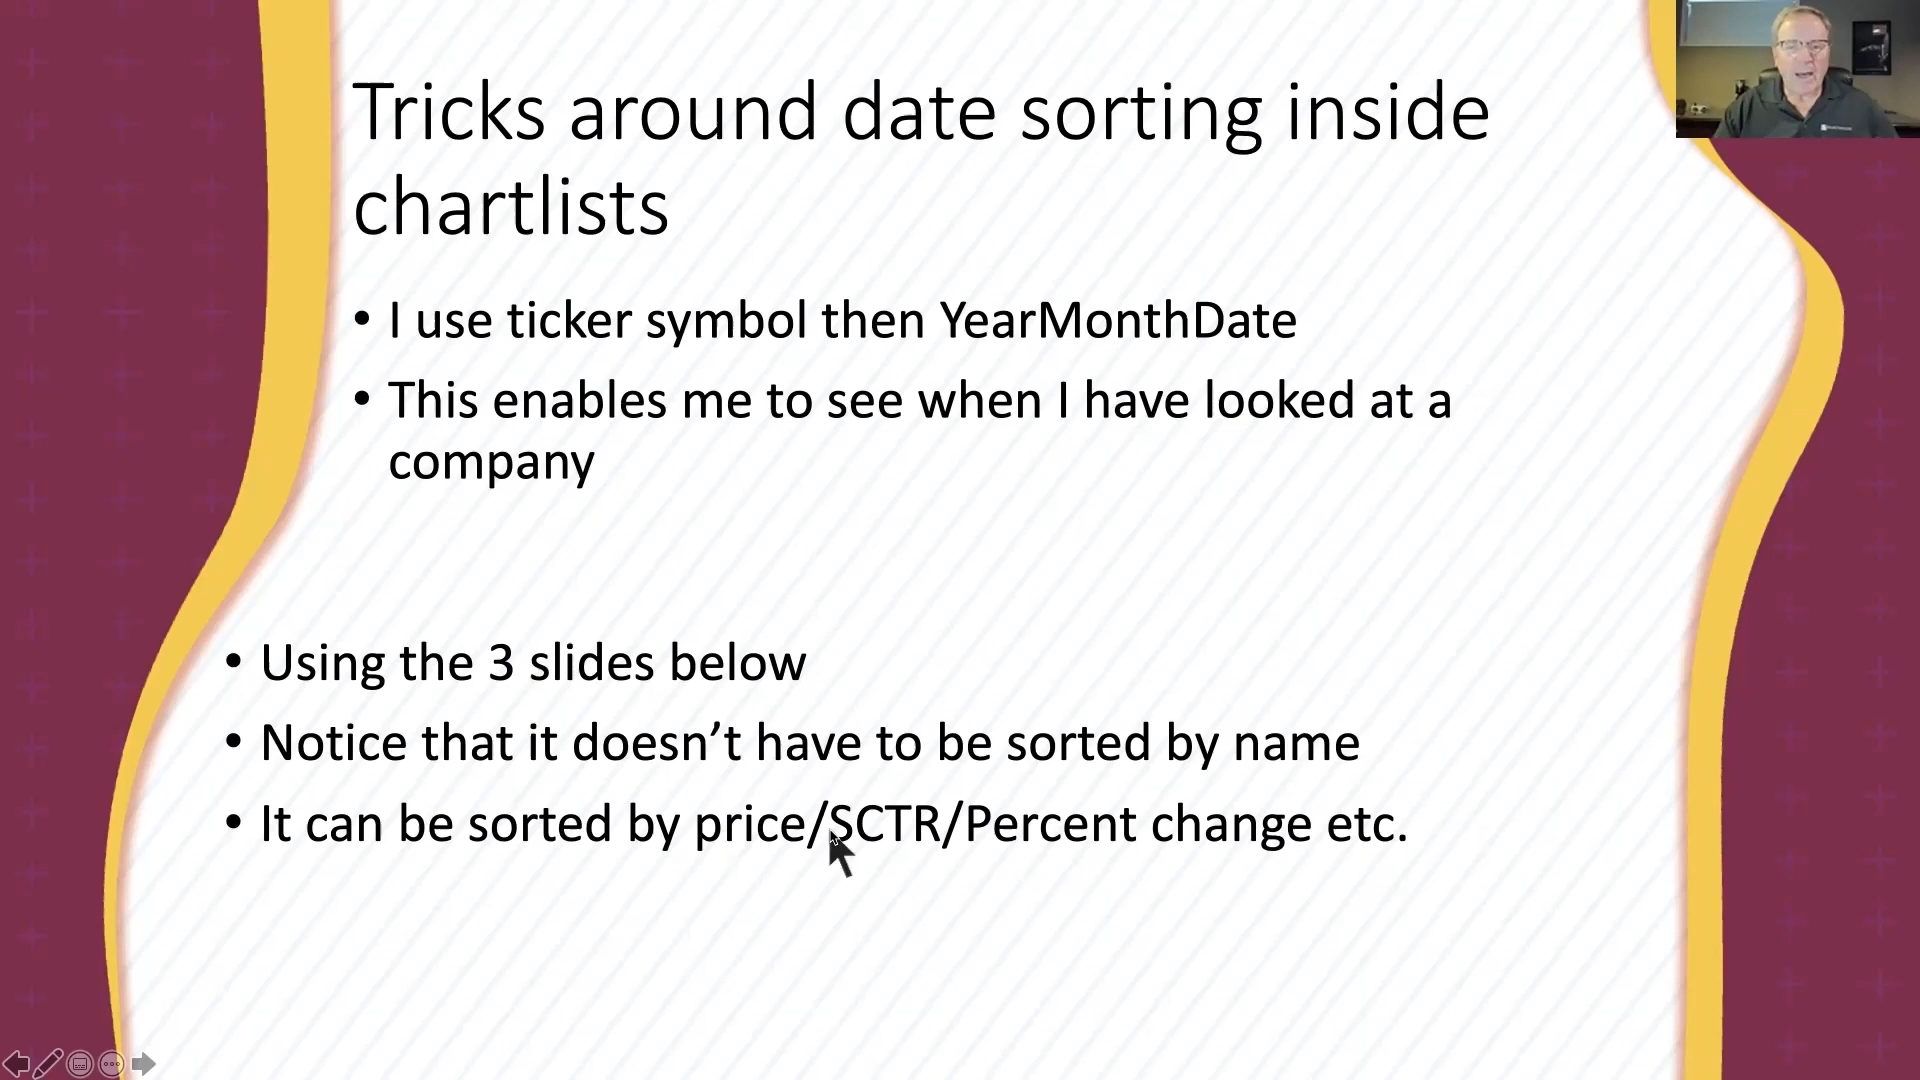 Tricks around date sorting inside
chartlists
• I use ticker symbol then YearMonthDate
• This enables me to see when I have looked at a
company
• Using the 3 slides below
• Notice that it doesn’t have to be sorted by name
• It can be sorted by price/SCTR/Percent change etc.